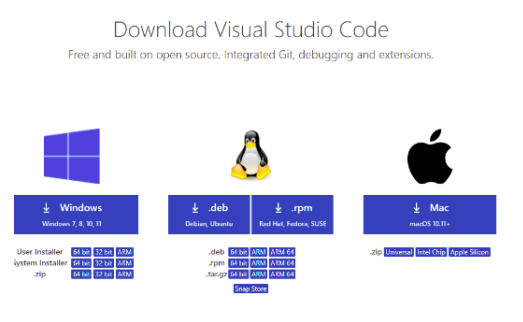 Download Visual Studio Code
Free and built on open source. Integrated Git, debugging and extensions.
Windows
Windows 7, 8, 10, 11
User Installer 64 bit 32 bit ARM
System Installer 64 bit 32 bit ARM
.zip 64 bit 32 bit ARM
.deb
Debian, Ubuntu
.rpm
Red Hat, Fedora, SUSE
.deb 64 bit ARM ARM 64
.rpm 64 bit ARM ARM 64
.tar.gz 64 bit ARM ARM 64
Snap Store
Mac
macOS 10.11+
.zip Universal Intel Chip Apple Silicon